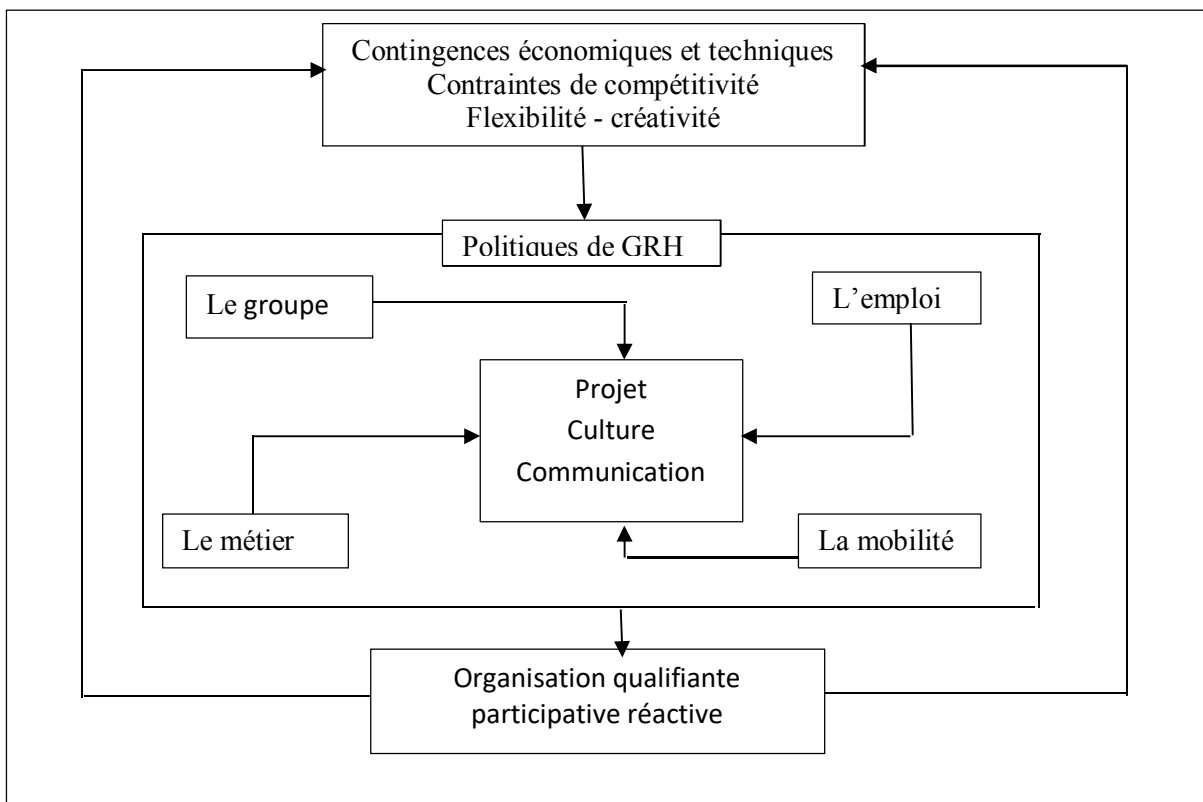 Contingences économiques et techniques
Contraintes de compétitivité
Flexibilité - créativité
Politiques de GRH
Le groupe
L’emploi
Projet
Culture
Communication
Le métier
La mobilité
Organisation qualifiante
participative réactive